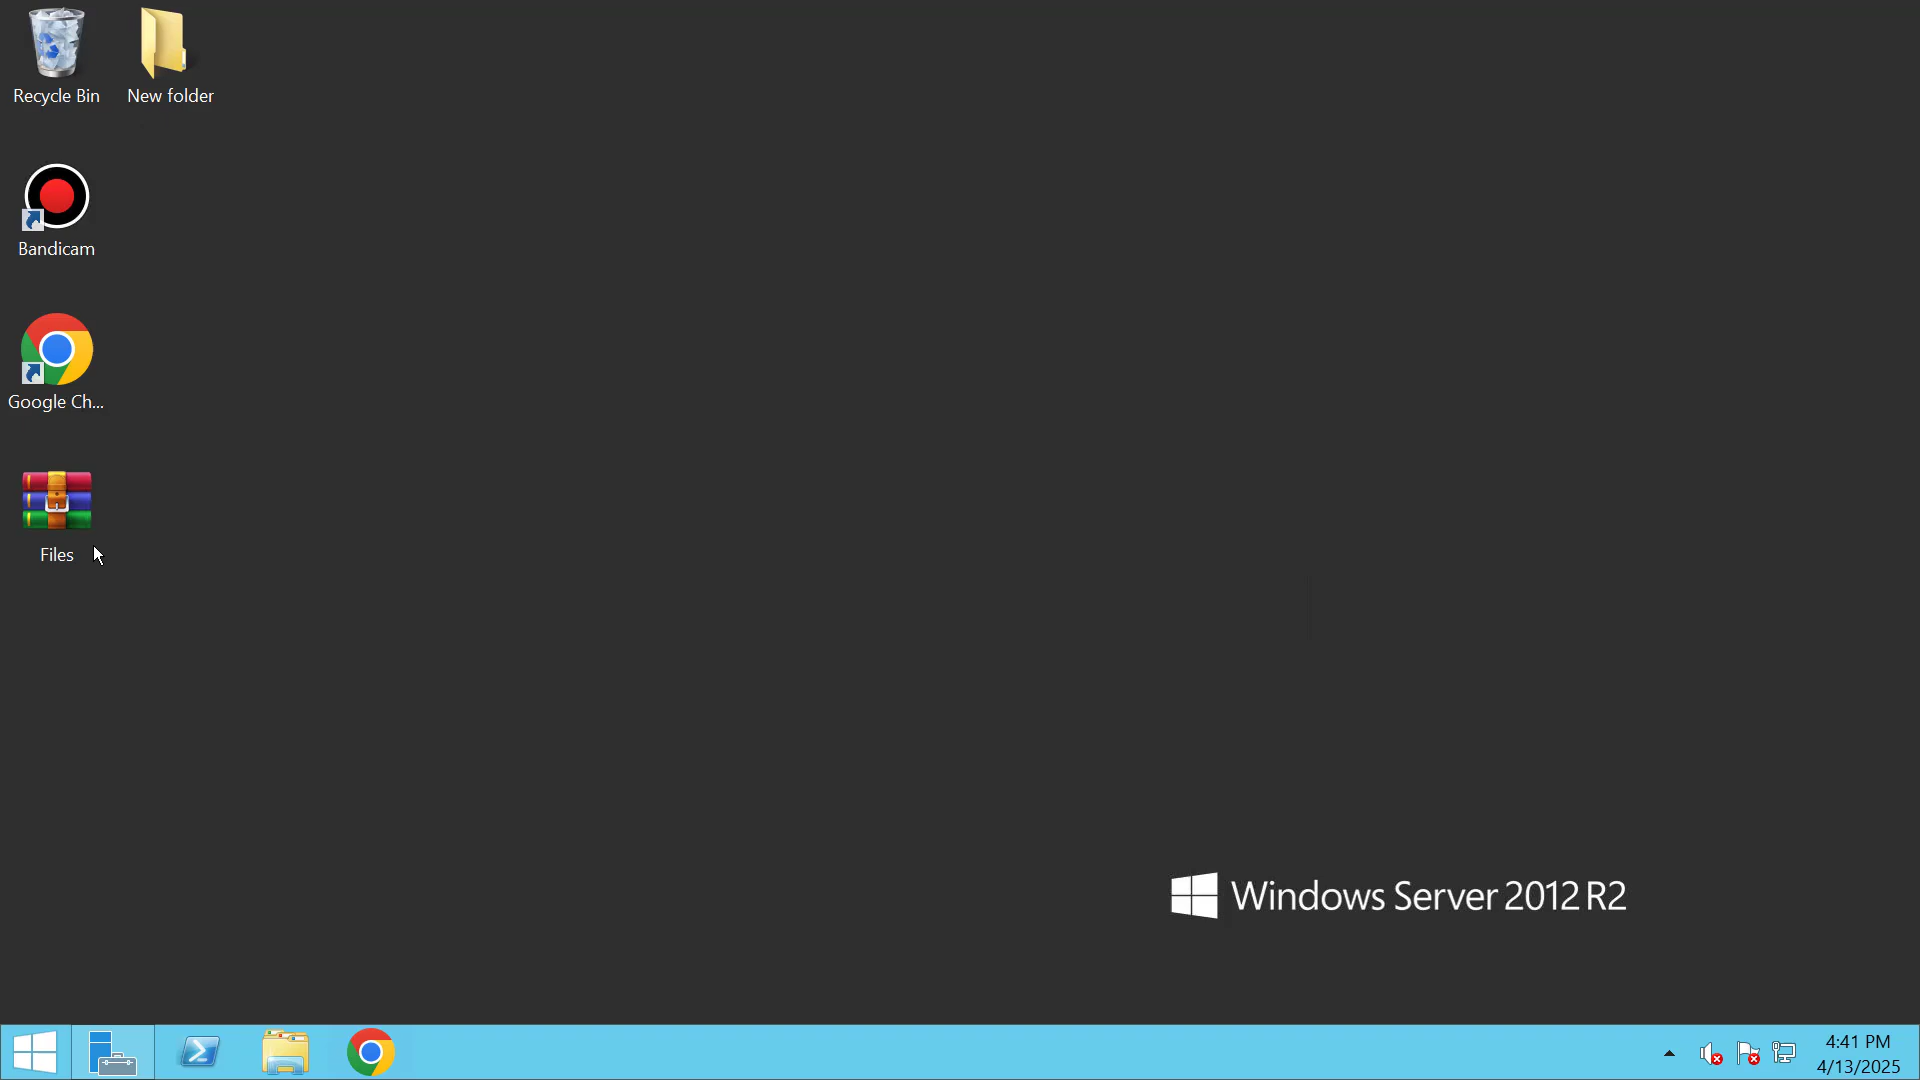 Recycle Bin
New folder
Bandicam
Google Ch...
Files
Windows Server 2012 R2
4:41 PM
4/13/2025